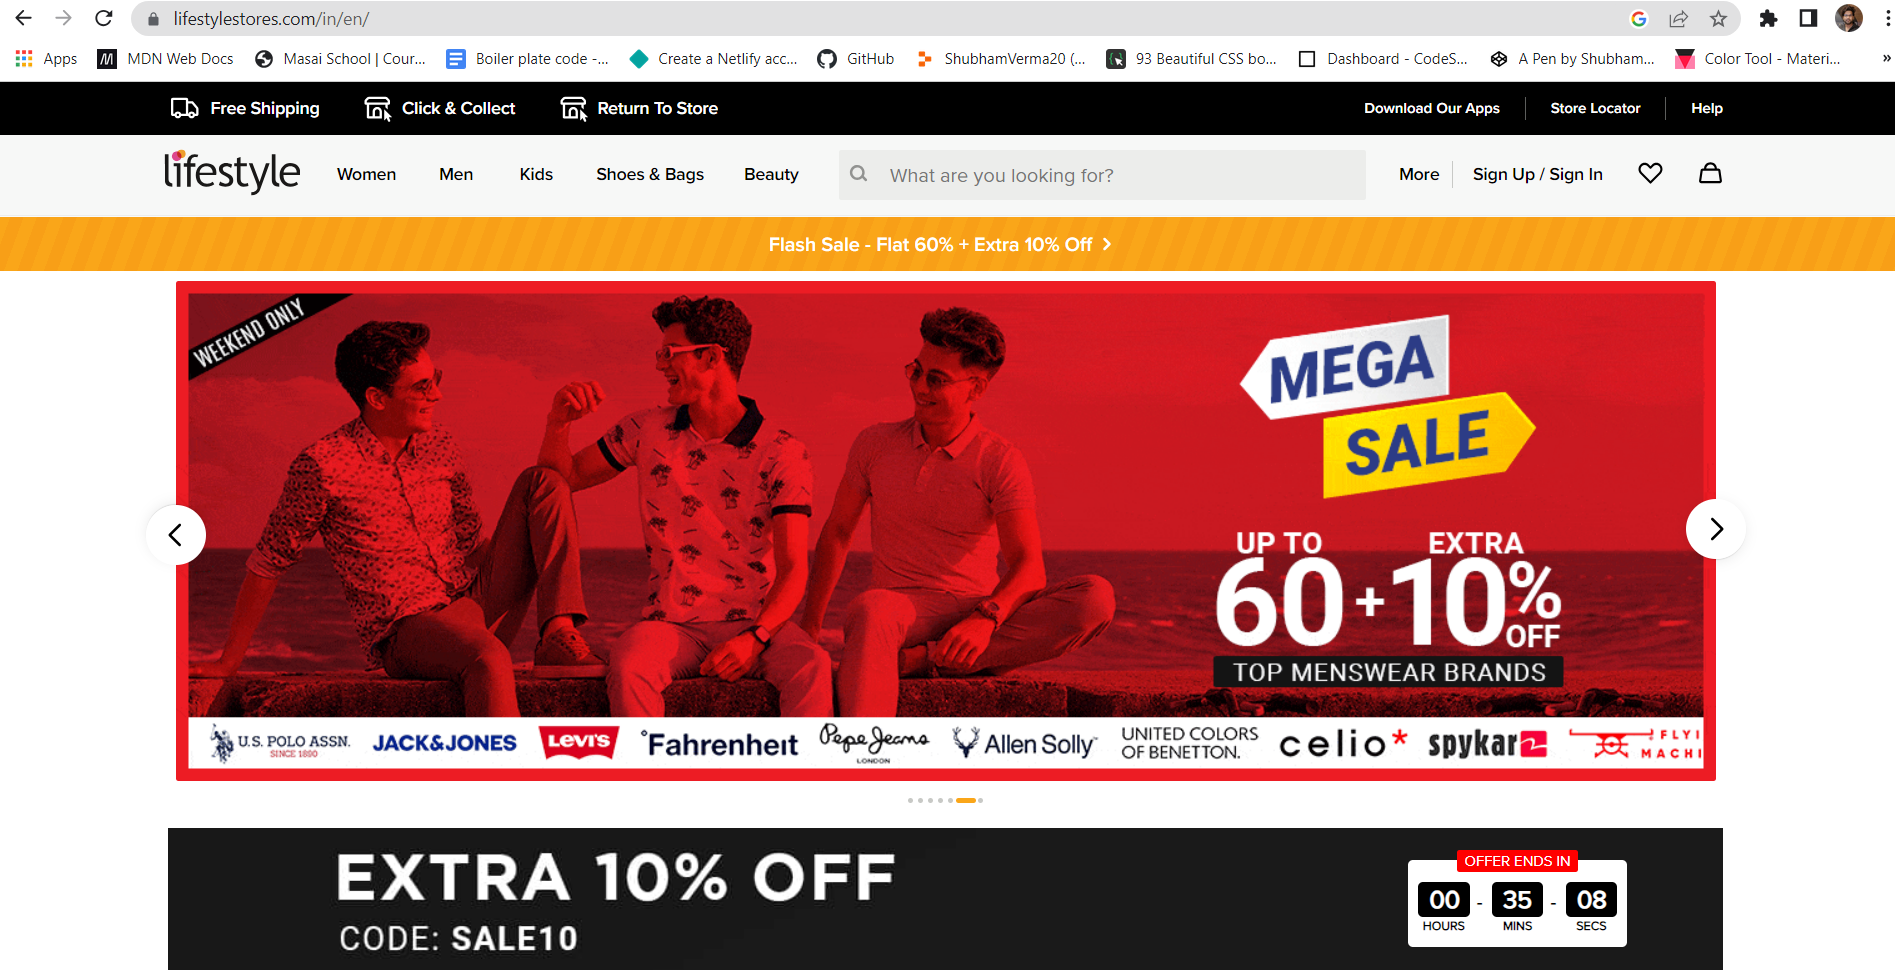 lifestylestores.com/in/en/
Apps
MDN Web Docs
Masai School | Cour...
Boiler plate code -...
Create a Netlify acc...
GitHub
ShubhamVerma20 (...
93 Beautiful CSS bo...
Dashboard - CodeS...
A Pen by Shubham...
Color Tool - Materi...
»
Free Shipping
Click & Collect
Return To Store
Download Our Apps
Store Locator
Help
lifestyle
Women
Men
Kids
Shoes & Bags
Beauty
What are you looking for?
More
Sign Up / Sign In
Flash Sale - Flat 60% + Extra 10% Off
WEEKEND ONLY
MEGA
SALE
UP TO
EXTRA
60+10%
OFF
TOP MENSWEAR BRANDS
U.S. POLO ASSN.
SINCE 1890
JACK&JONES
LEVI'S
Fahrenheit
Pepe Jeans
LONDON
Allen Solly
UNITED COLORS
OF BENETTON.
celio*
spykar
FLYI
MACHI
EXTRA 10% OFF
CODE: SALE10
OFFER ENDS IN
00 - 35 - 08
HOURS MINS SECS